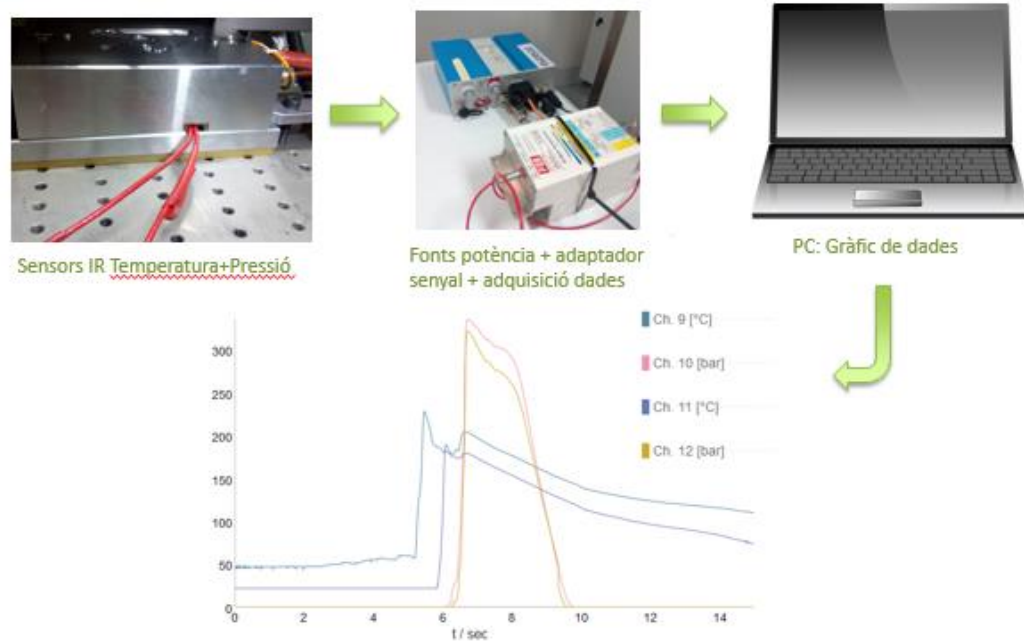 Sensors IR Temperatura+Pressió
Fonts potència + adaptador
senyal + adquisició dades
PC: Gràfic de dades
Ch. 9 [°C]
Ch. 10 [bar]
Ch. 11 [°C]
Ch. 12 [bar]
300
250
200
150
100
50
0
0 2 4 6 8 10 12 14
t / sec